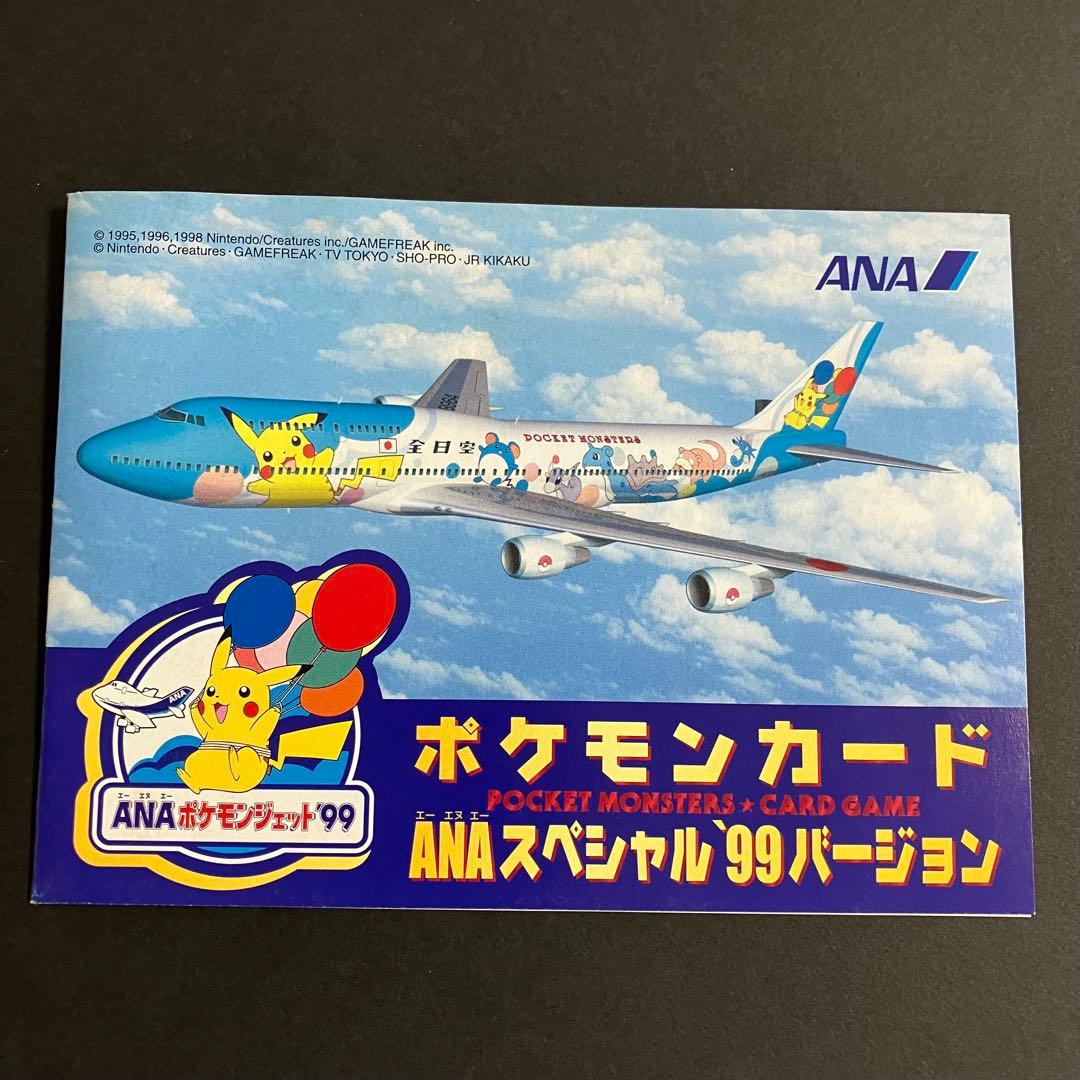 © 1995,1996,1998 Nintendo/Creatures inc./GAMEFREAK inc.
© Nintendo・Creatures・GAMEFREAK・TV TOKYO・SHO-PRO・JR KIKAKU
ANA
全日空
POCKET MONSTERS
ANA
エー エヌ エー
ANAポケモンジェット'99
ポケモンカード
POCKET MONSTERS★CARD GAME
エー エヌ エー
ANAスペシャル'99バージョン